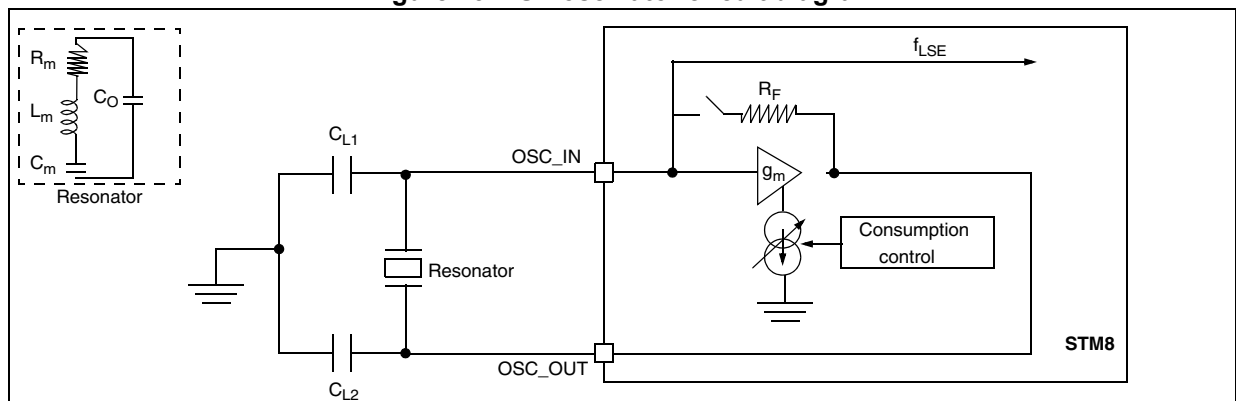 f_LSE
R_m
R_F
C_O
L_m
C_L1
OSC_IN
C_m
g_m
Resonator
Consumption
control
Resonator
STM8
OSC_OUT
C_L2